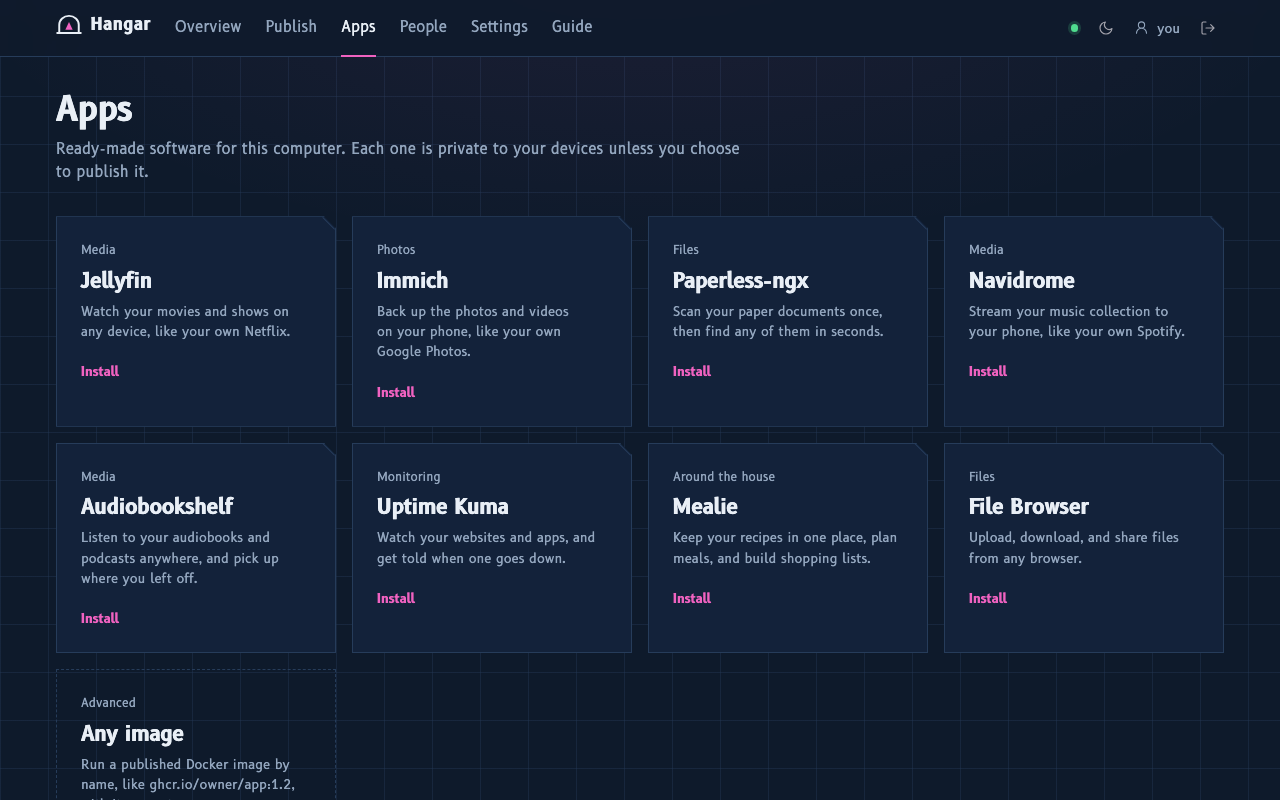 Hangar Overview Publish Apps People Settings Guide you
Apps
Ready-made software for this computer. Each one is private to your devices unless you choose
to publish it.
Media
Jellyfin
Watch your movies and shows on
any device, like your own Netflix.
Install
Photos
Immich
Back up the photos and videos
on your phone, like your own
Google Photos.
Install
Files
Paperless-ngx
Scan your paper documents once,
then find any of them in seconds.
Install
Media
Navidrome
Stream your music collection to
your phone, like your own Spotify.
Install
Media
Audiobookshelf
Listen to your audiobooks and
podcasts anywhere, and pick up
where you left off.
Install
Monitoring
Uptime Kuma
Watch your websites and apps, and
get told when one goes down.
Install
Around the house
Mealie
Keep your recipes in one place, plan
meals, and build shopping lists.
Install
Files
File Browser
Upload, download, and share files
from any browser.
Install
Advanced
Any image
Run a published Docker image by
name, like ghcr.io/owner/app:1.2,